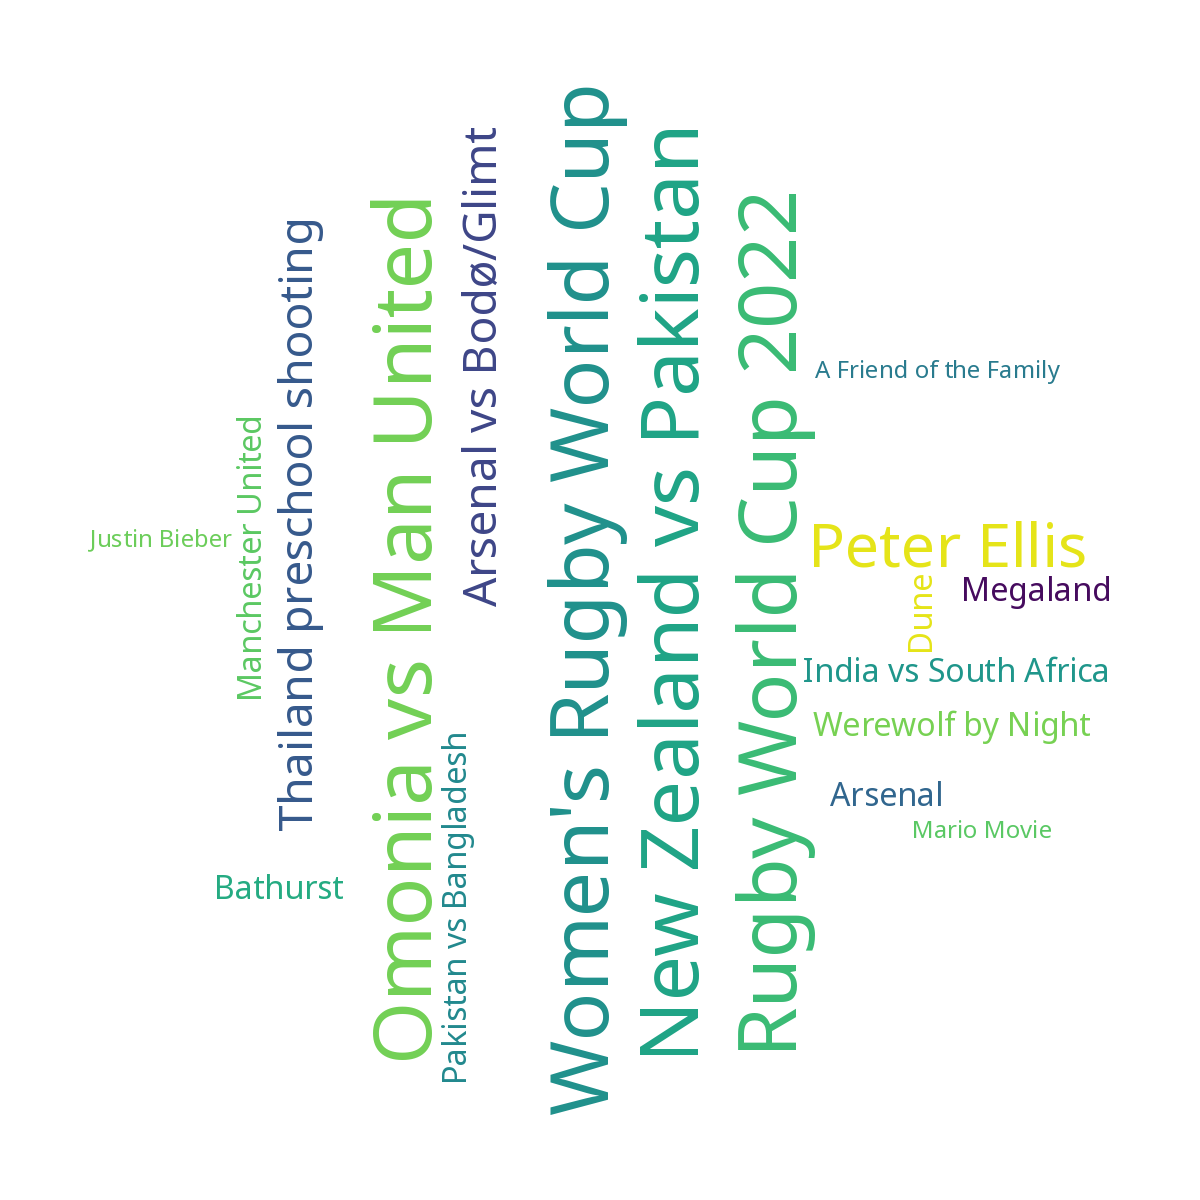 Justin Bieber
Manchester United
Thailand preschool shooting
Bathurst
Omonia vs Man United
Pakistan vs Bangladesh
Arsenal vs Bodø/Glimt
Women's Rugby World Cup
New Zealand vs Pakistan
Rugby World Cup 2022
A Friend of the Family
Peter Ellis
Dune
Megaland
India vs South Africa
Werewolf by Night
Arsenal
Mario Movie